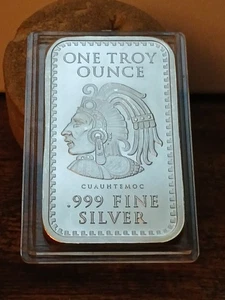 ONE TROY
OUNCE
CUAUHTEMOC
.999 FINE
SILVER